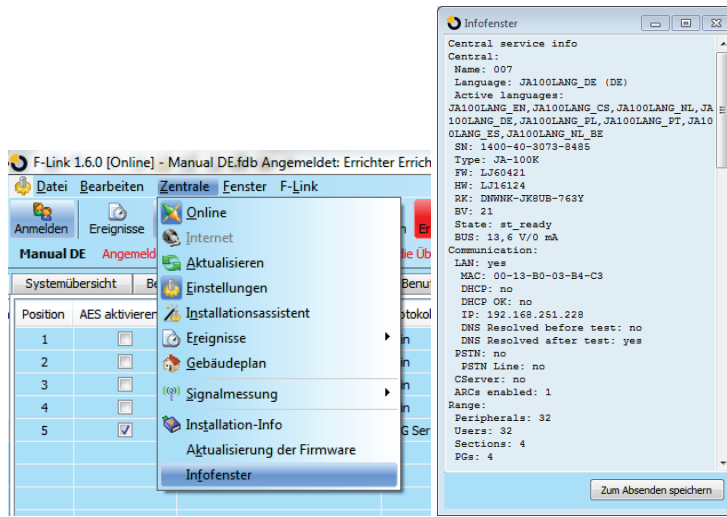 F-Link 1.6.0 [Online] - Manual DE.fdb Angemeldet: Errichter Errich
Datei Bearbeiten Zentrale Fenster F-Link
Anmelden Ereignisse
Manual DE Angemeld
die Üb
Systemübersicht
Benu
Position AES aktivieren
1
2
3
4
5
Online
Internet
Aktualisieren
Einstellungen
Installationsassistent
Ereignisse
Gebäudeplan
Signalmessung
Installation-Info
Aktualisierung der Firmware
Infofenster
Infofenster
Central service info
Central:
Name: 007
Language: JA100LANG_DE (DE)
Active languages:
JA100LANG_EN,JA100LANG_CS,JA100LANG_NL,JA
100LANG_DE,JA100LANG_PL,JA100LANG_PT,JA10
0LANG_ES,JA100LANG_NL_BE
SN: 1400-40-3073-8485
Type: JA-100K
FW: LJ60421
HW: LJ16124
RK: DNWNK-JK8UB-763Y
BV: 21
State: st_ready
BUS: 13,6 V/0 mA
Communication:
LAN: yes
MAC: 00-13-B0-03-B4-C3
DHCP: no
DHCP OK: no
IP: 192.168.251.228
DNS Resolved before test: no
DNS Resolved after test: yes
PSTN: no
PSTN Line: no
CServer: no
ARCs enabled: 1
Range:
Peripherals: 32
Users: 32
Sections: 4
PGs: 4
Zum Absenden speichern